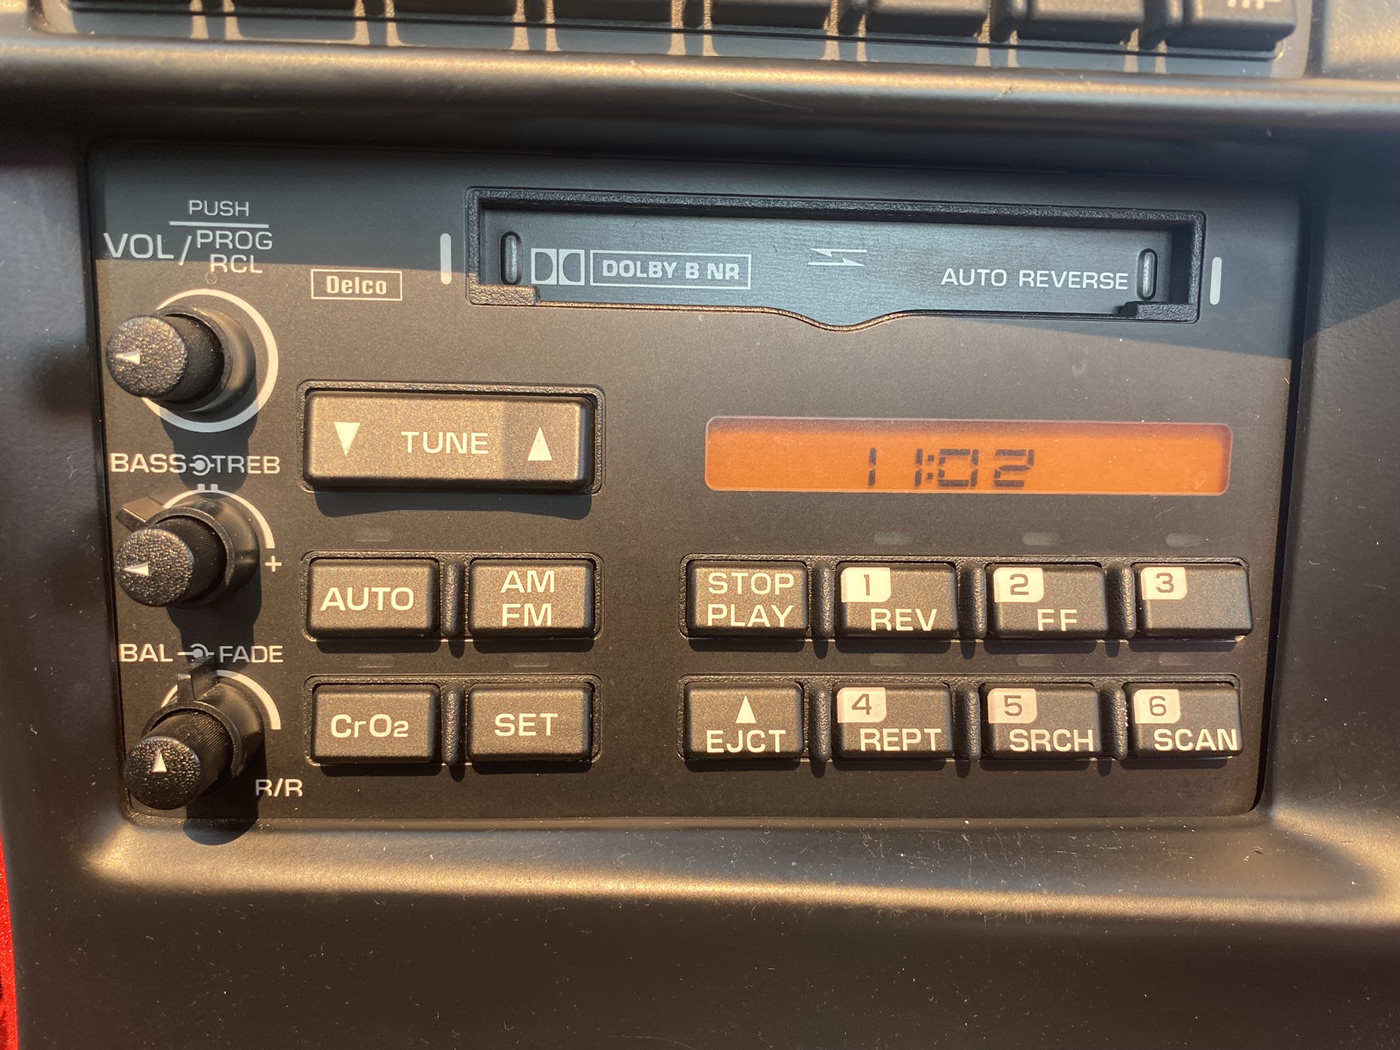 PUSH
VOL/PROG
RCL
Delco
DOLBY B NR
AUTO REVERSE
BASS TREB
TUNE
11:02
+
AUTO
AM
FM
STOP
PLAY
1
REV
2
FF
3
BAL FADE
CrO2
SET
EJCT
4
REPT
5
SRCH
6
SCAN
R/R